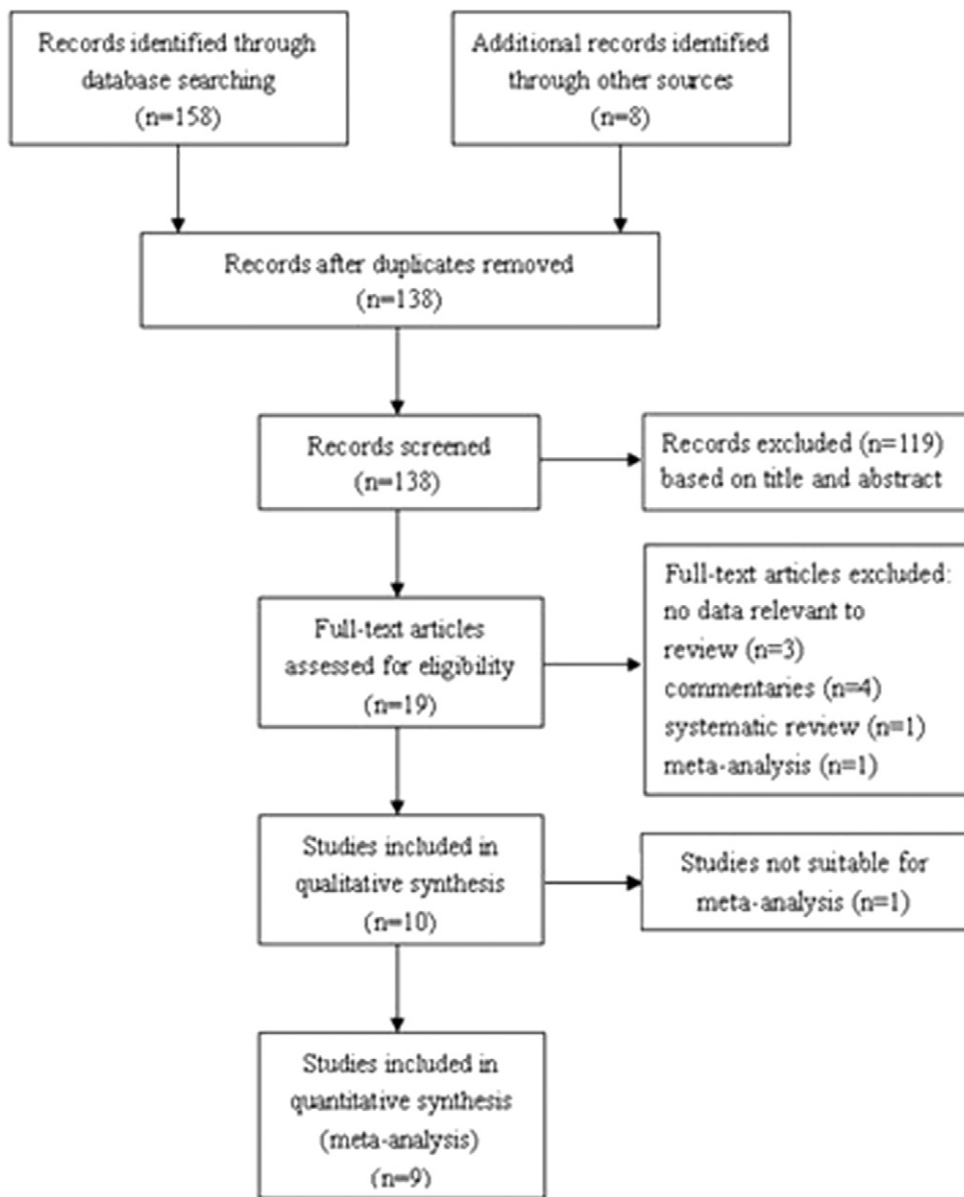 Records identified through
database searching
(n=158)
Additional records identified
through other sources
(n=8)
Records after duplicates removed
(n=138)
Records screened
(n=138)
Records excluded (n=119)
based on title and abstract
Full-text articles
assessed for eligibility
(n=19)
Full-text articles excluded:
no data relevant to
review (n=3)
commentaries (n=4)
systematic review (n=1)
meta-analysis (n=1)
Studies included in
qualitative synthesis
(n=10)
Studies not suitable for
meta-analysis (n=1)
Studies included in
quantitative synthesis
(meta-analysis)
(n=9)